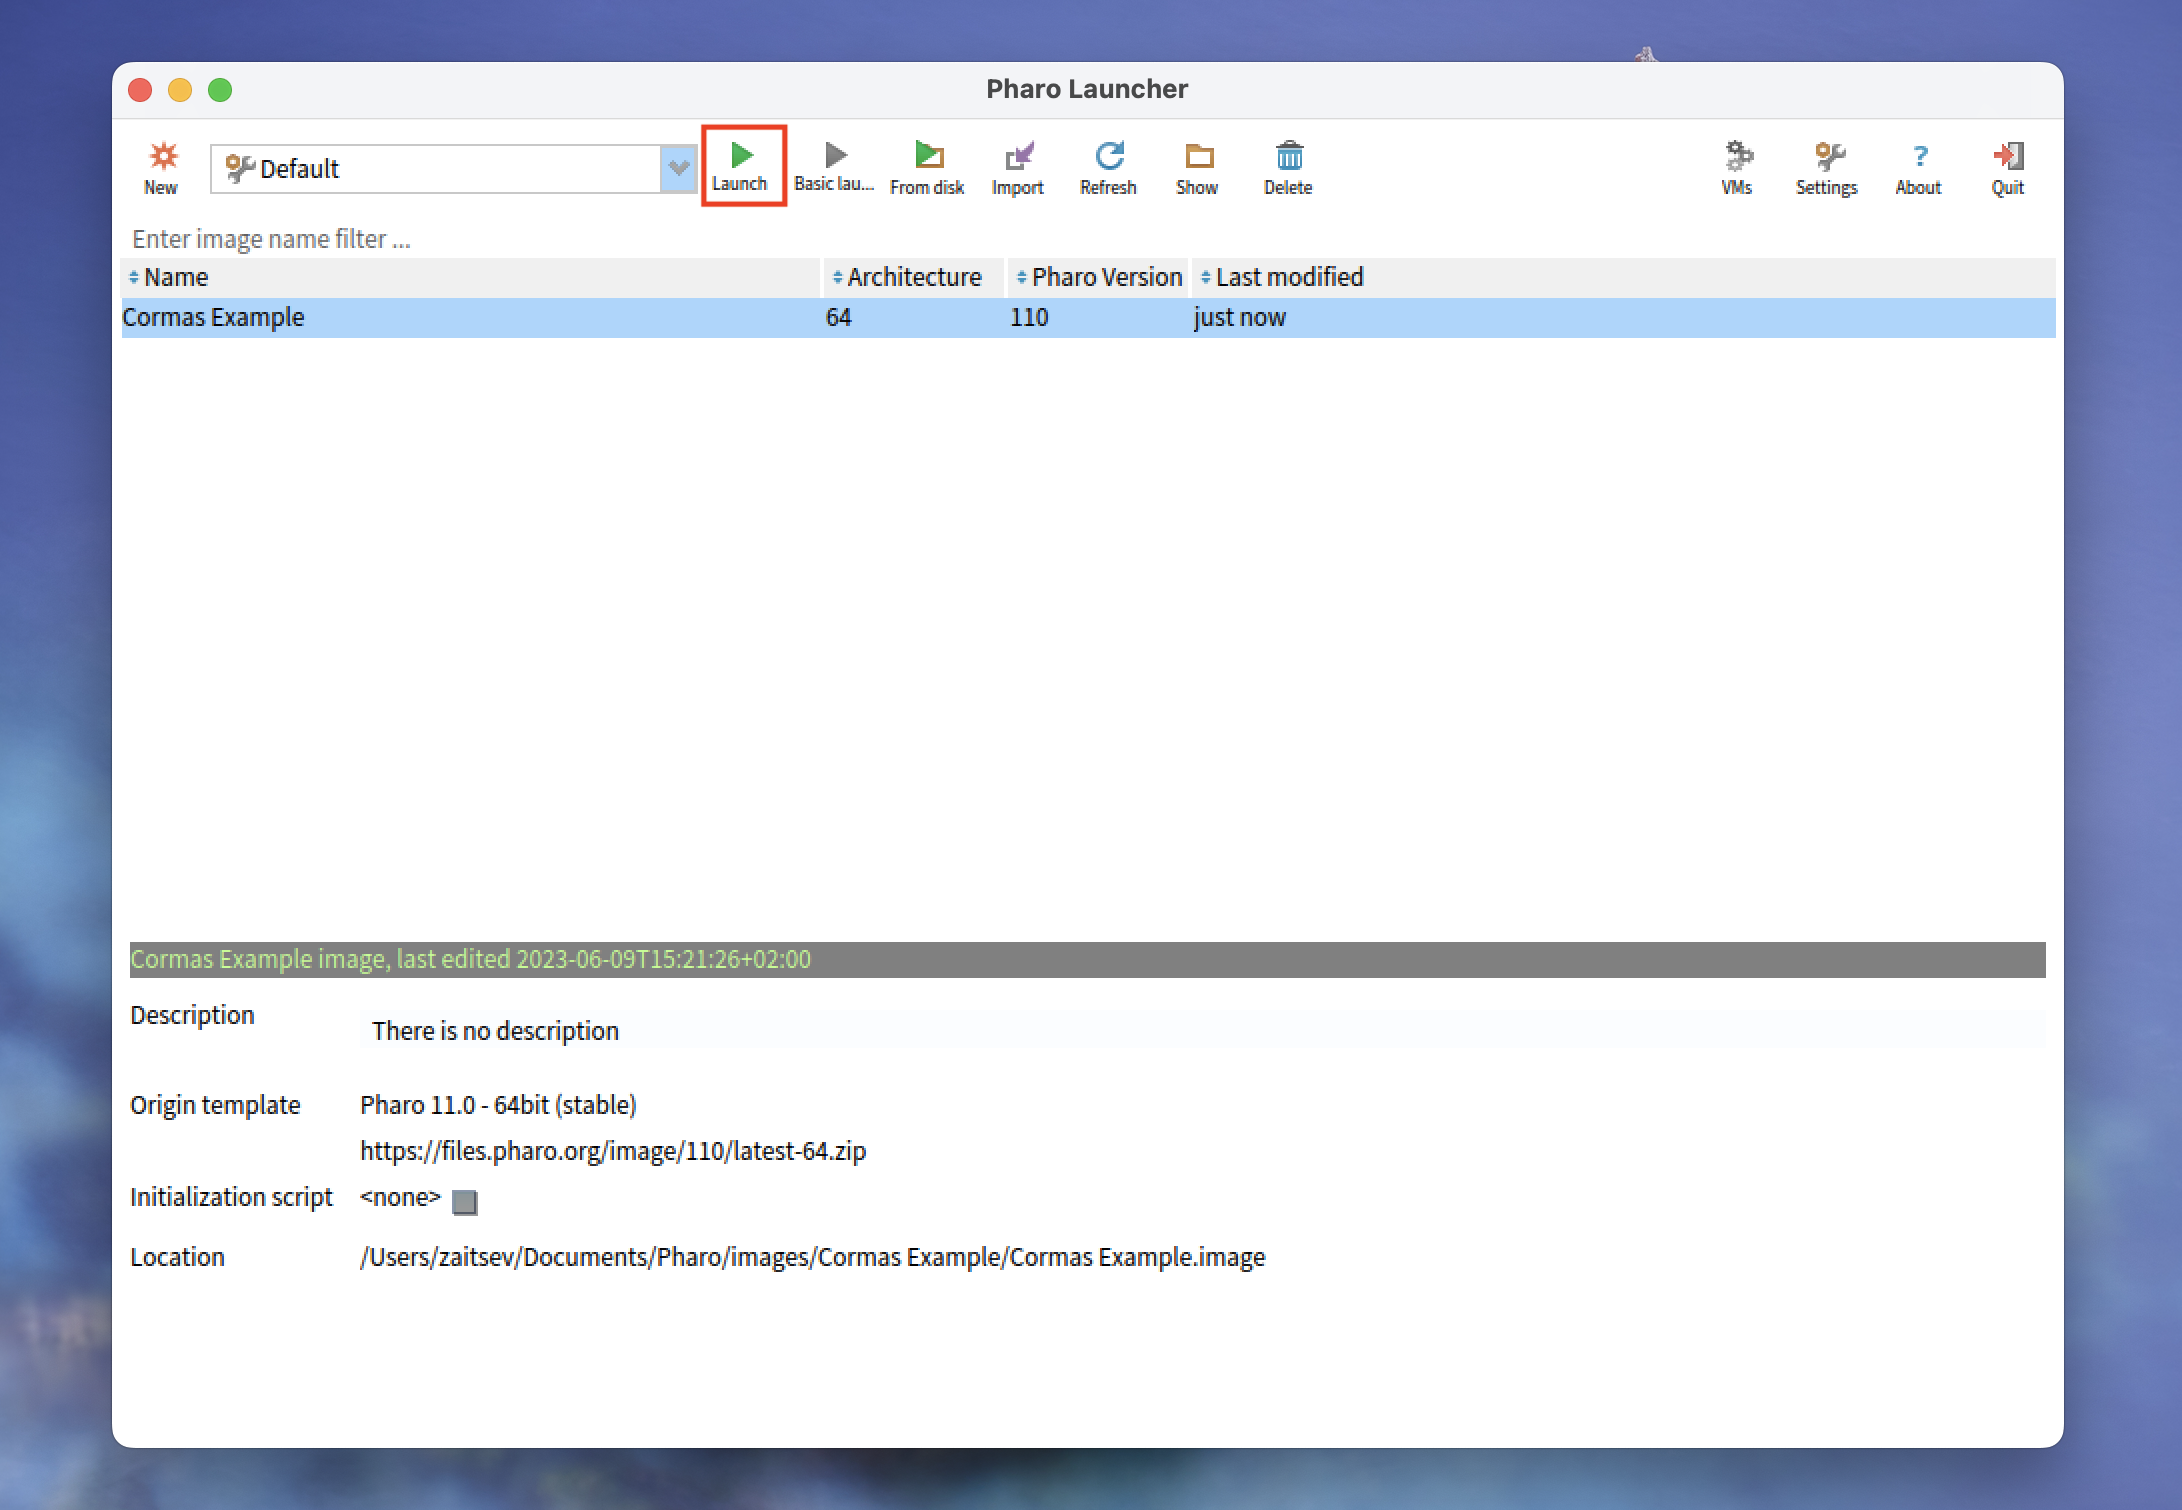 Pharo Launcher
New
Default
Launch
Basic lau...
From disk
Import
Refresh
Show
Delete
VMs
Settings
About
Quit
Enter image name filter ...
Name Architecture Pharo Version Last modified
Cormas Example 64 110 just now
Cormas Example image, last edited 2023-06-09T15:21:26+02:00
Description
There is no description
Origin template Pharo 11.0 - 64bit (stable)
https://files.pharo.org/image/110/latest-64.zip
Initialization script <none>
Location /Users/zaitsev/Documents/Pharo/images/Cormas Example/Cormas Example.image